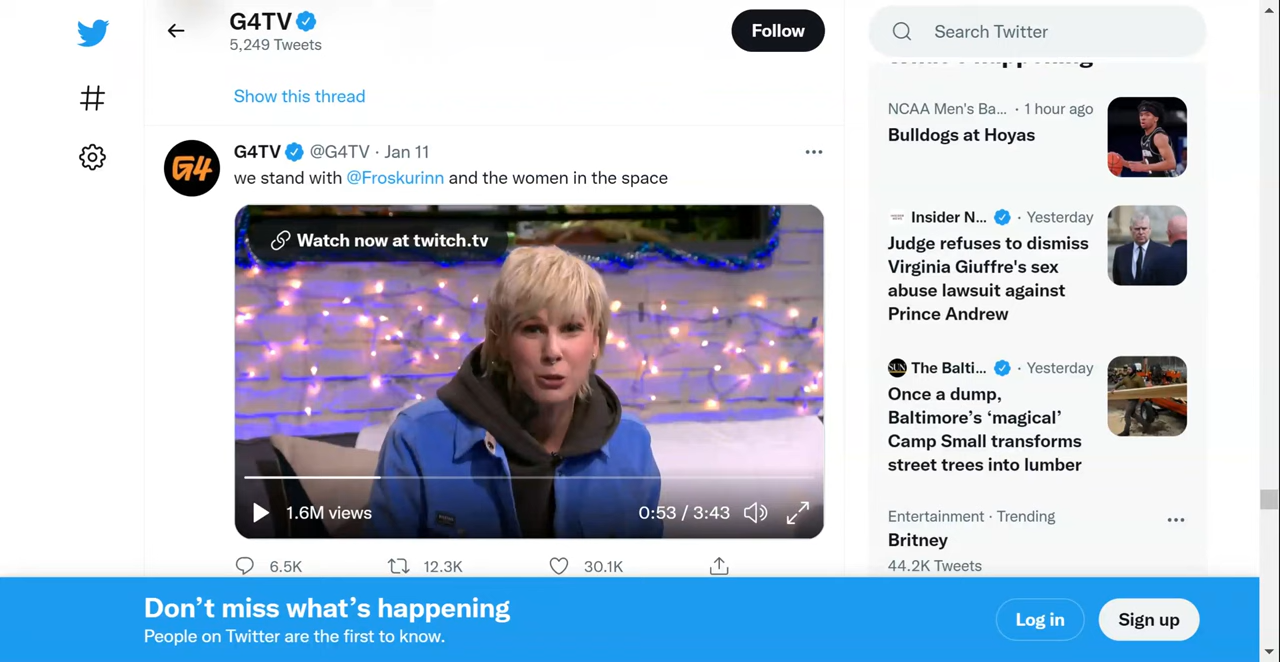 G4TV
5,249 Tweets
Follow
Show this thread
G4
G4TV @G4TV · Jan 11
we stand with @Froskurinn and the women in the space
Watch now at twitch.tv
1.6M views
0:53 / 3:43
6.5K
12.3K
30.1K
Search Twitter
NCAA Men's Ba... · 1 hour ago
Bulldogs at Hoyas
Insider N... · Yesterday
Judge refuses to dismiss
Virginia Giuffre's sex
abuse lawsuit against
Prince Andrew
SUN
The Balti... · Yesterday
Once a dump,
Baltimore's ‘magical’
Camp Small transforms
street trees into lumber
Entertainment · Trending
Britney
44.2K Tweets
Don't miss what's happening
People on Twitter are the first to know.
Log in
Sign up